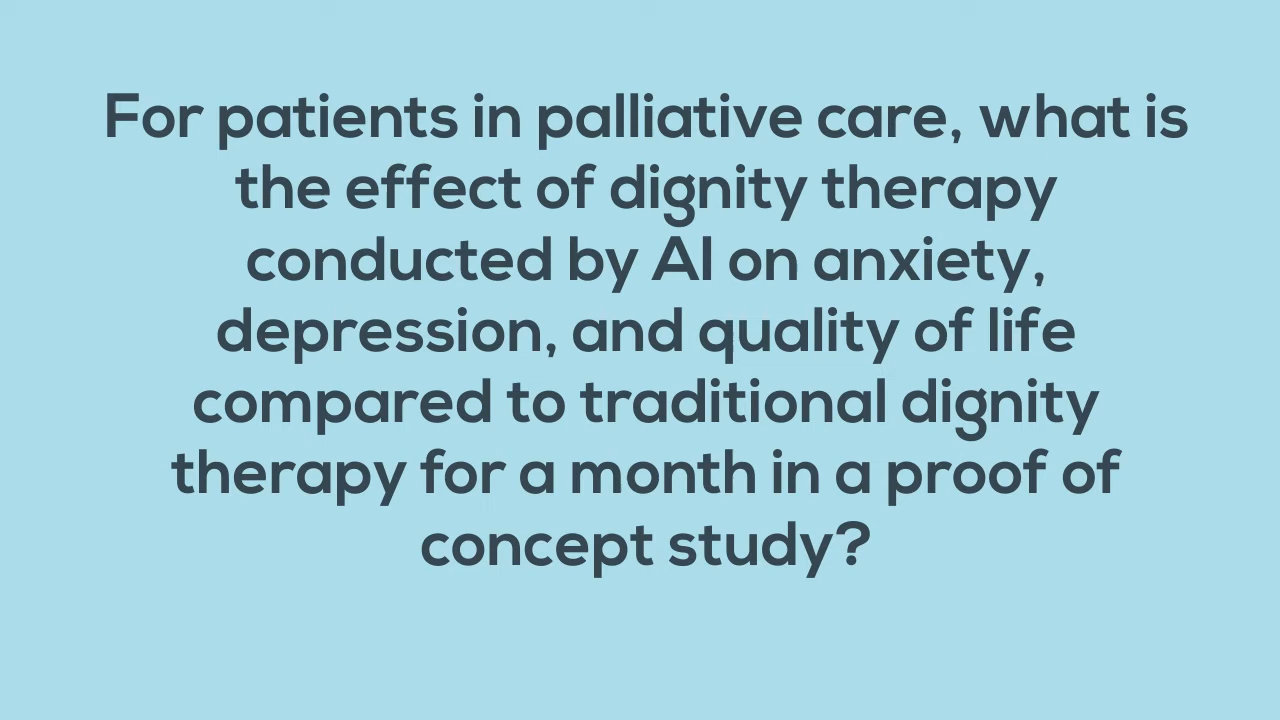 For patients in palliative care, what is
the effect of dignity therapy
conducted by AI on anxiety,
depression, and quality of life
compared to traditional dignity
therapy for a month in a proof of
concept study?